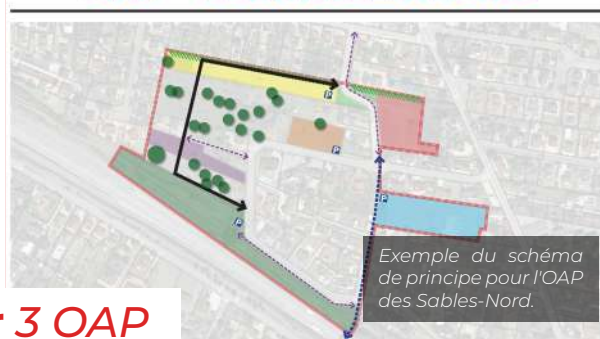 P
P
P
P
Exemple du schéma
de principe pour l'OAP
des Sables-Nord.
3 OAP